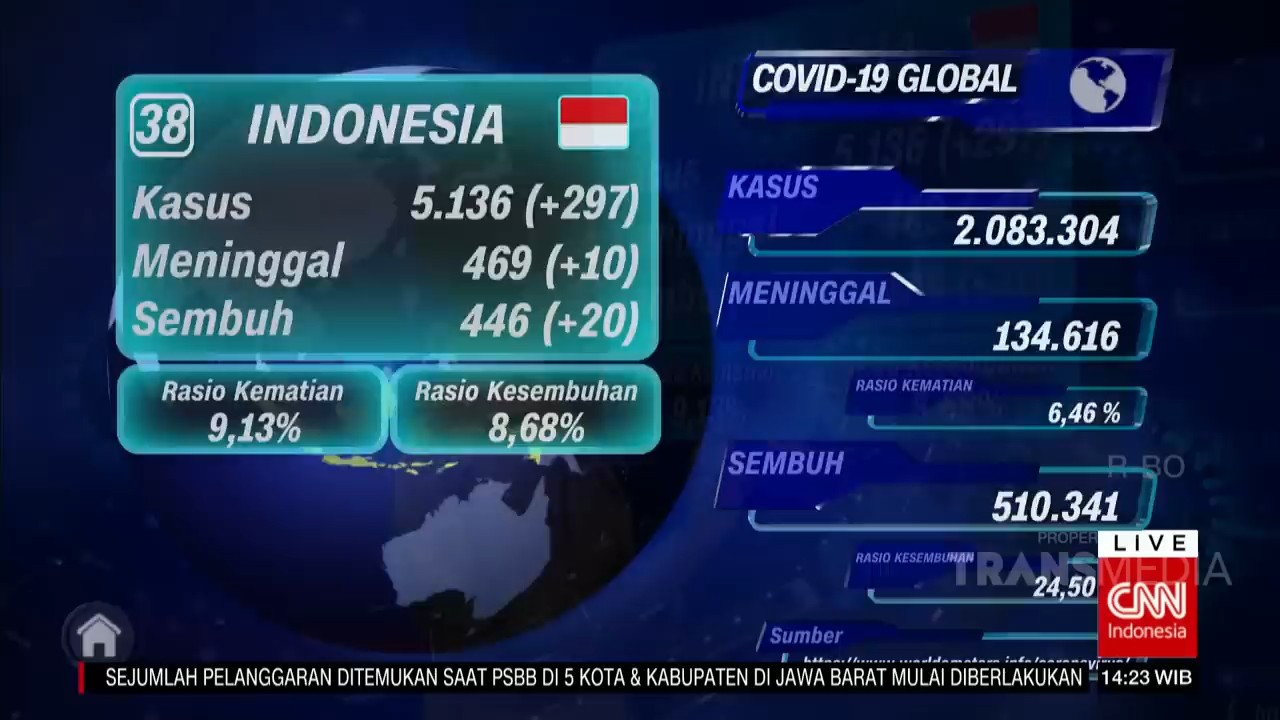 38 INDONESIA
Kasus 5.136 (+297)
Meninggal 469 (+10)
Sembuh 446 (+20)
Rasio Kematian
9,13%
Rasio Kesembuhan
8,68%
COVID-19 GLOBAL
KASUS
2.083.304
MENINGGAL
134.616
RASIO KEMATIAN
6,46 %
SEMBUH
510.341
RASIO KESEMBUHAN
24,50
Sumber
TRANSMEDIA
LIVE
CNN
Indonesia
SEJUMLAH PELANGGARAN DITEMUKAN SAAT PSBB DI 5 KOTA & KABUPATEN DI JAWA BARAT MULAI DIBERLAKUKAN
14:23 WIB